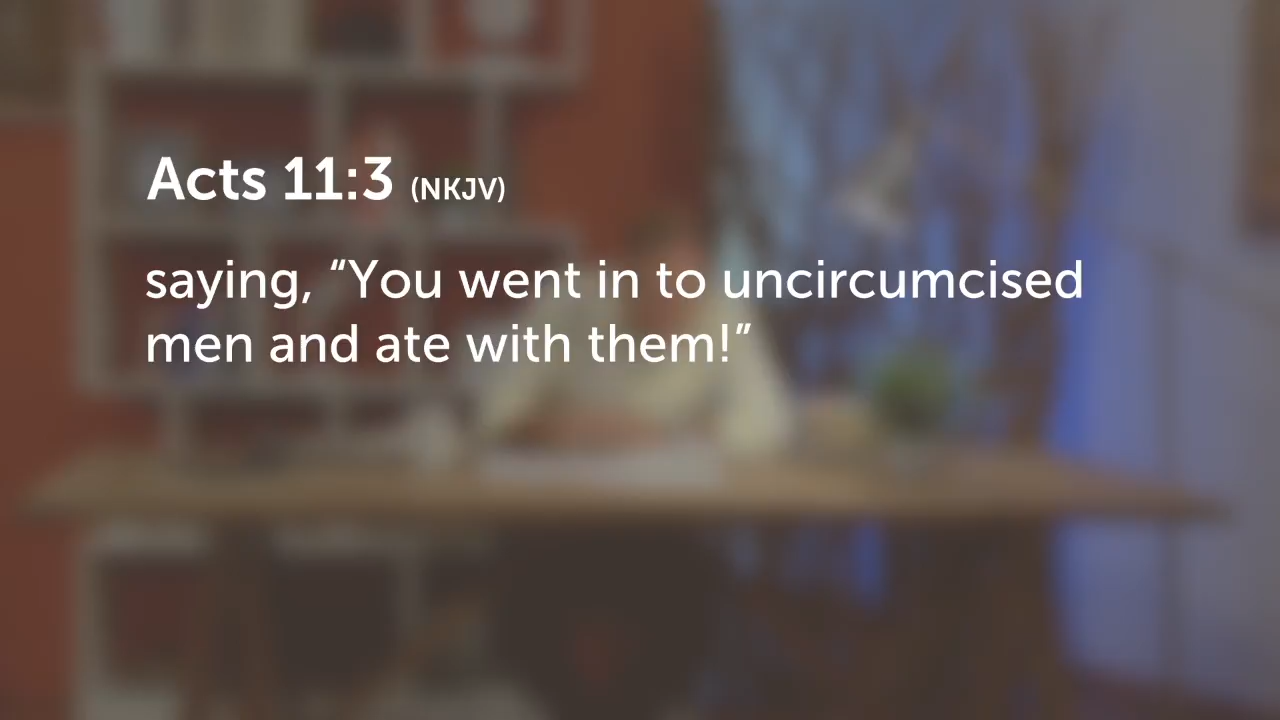 Acts 11:3 (NKJV)
saying, “You went in to uncircumcised
men and ate with them!”